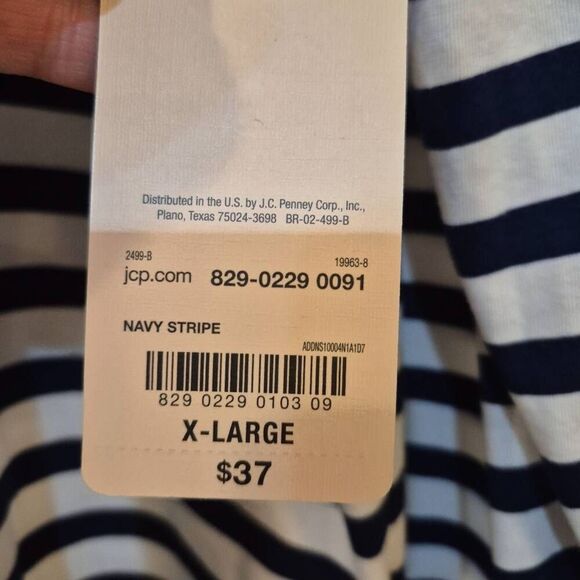 Distributed in the U.S. by J.C. Penney Corp., Inc.,
Plano, Texas 75024-3698 BR-02-499-B
2499-B 19963-8
jcp.com 829-0229 0091
NAVY STRIPE
ADDNS10004N1A1D7
829 0229 0103 09
X-LARGE
$37